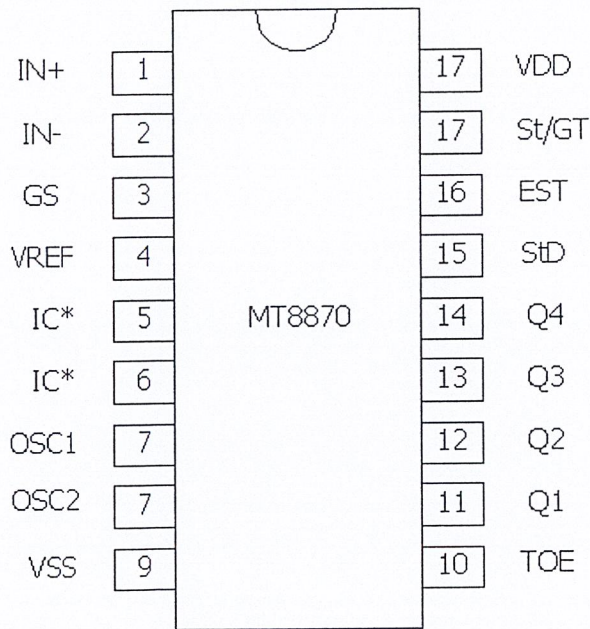 IN+ 1 17 VDD
IN- 2 17 St/GT
GS 3 16 EST
VREF 4 15 StD
IC* 5 MT8870 14 Q4
IC* 6 13 Q3
OSC1 7 12 Q2
OSC2 7 11 Q1
VSS 9 10 TOE